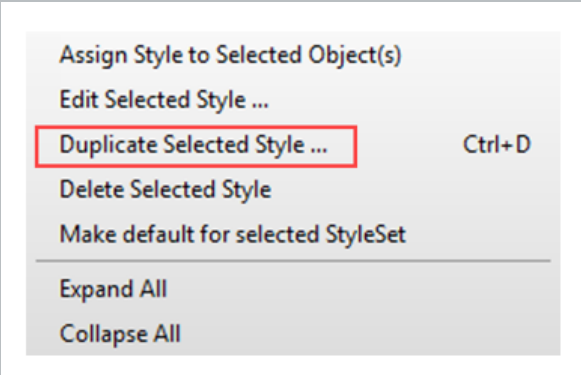 Assign Style to Selected Object(s)
Edit Selected Style ...
Duplicate Selected Style ... Ctrl+D
Delete Selected Style
Make default for selected StyleSet
Expand All
Collapse All